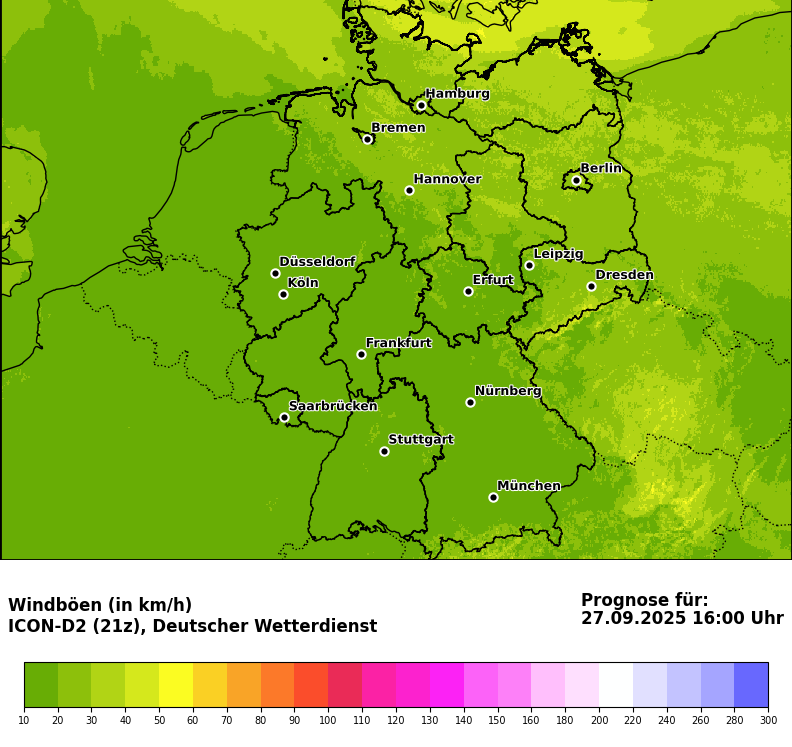 Hamburg
Bremen
Berlin
Hannover
Leipzig
Düsseldorf
Dresden
Erfurt
Köln
Frankfurt
Nürnberg
Saarbrücken
Stuttgart
München
Windböen (in km/h)
ICON-D2 (21z), Deutscher Wetterdienst
Prognose für:
27.09.2025 16:00 Uhr
10 20 30 40 50 60 70 80 90 100 110 120 130 140 150 160 180 200 220 240 260 280 300